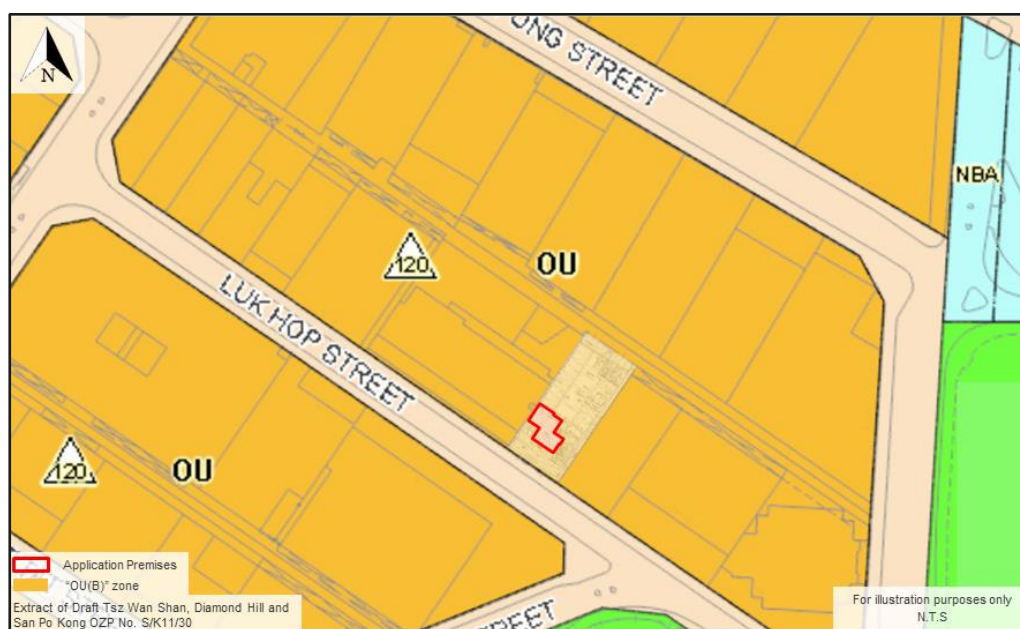 N
ONG STREET
NBA
120
OU
LUK HOP STREET
120
OU
Application Premises
"OU(B)" zone
Extract of Draft Tsz Wan Shan, Diamond Hill and
San Po Kong OZP No. S/K11/30
STREET
For illustration purposes only
N.T.S